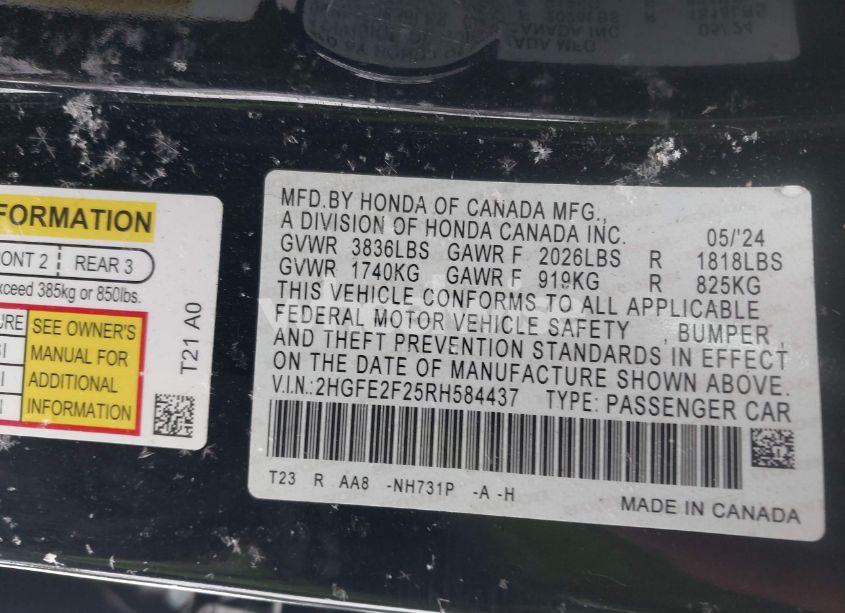 FORMATION
ONT 2 REAR 3
xceed 385kg or 850lbs.
URE SEE OWNER'S
MANUAL FOR
ADDITIONAL
INFORMATION
T21 A0
MFD.BY HONDA OF CANADA MFG.,
A DIVISION OF HONDA CANADA INC. 05/'24
GVWR 3836LBS GAWR F 2026LBS R 1818LBS
GVWR 1740KG GAWR F 919KG R 825KG
THIS VEHICLE CONFORMS TO ALL APPLICABLE
FEDERAL MOTOR VEHICLE SAFETY , BUMPER ,
AND THEFT PREVENTION STANDARDS IN EFFECT
ON THE DATE OF MANUFACTURE SHOWN ABOVE.
V.I.N.:2HGFE2F25RH584437 TYPE: PASSENGER CAR
T23 R AA8 -NH731P -A -H
MADE IN CANADA